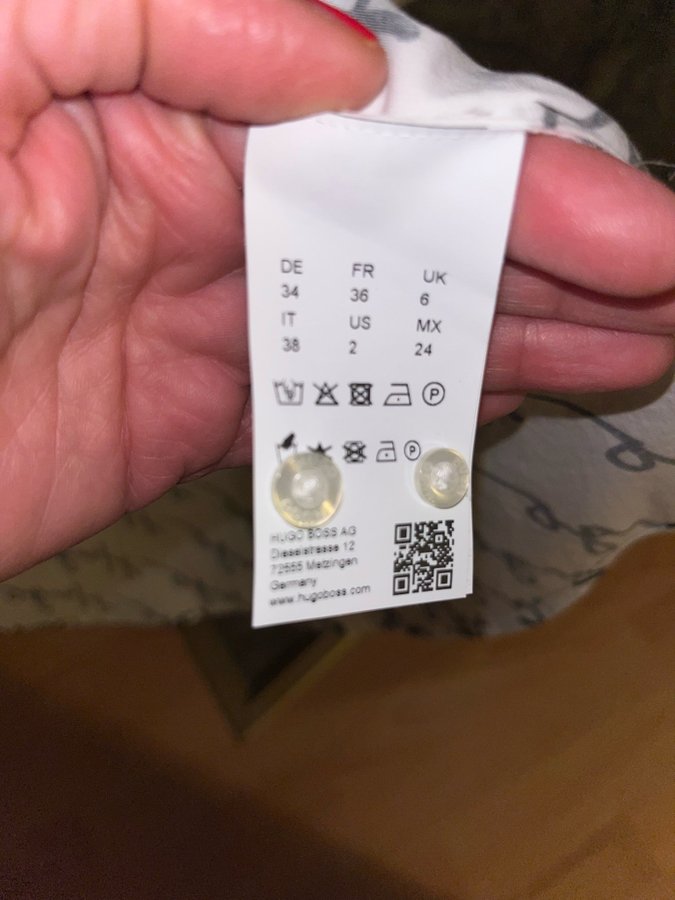 DE FR UK
34 36 6
IT US MX
38 2 24
P
P
HUGO BOSS AG
Dieselstrasse 12
72555 Metzingen
Germany
www.hugoboss.com